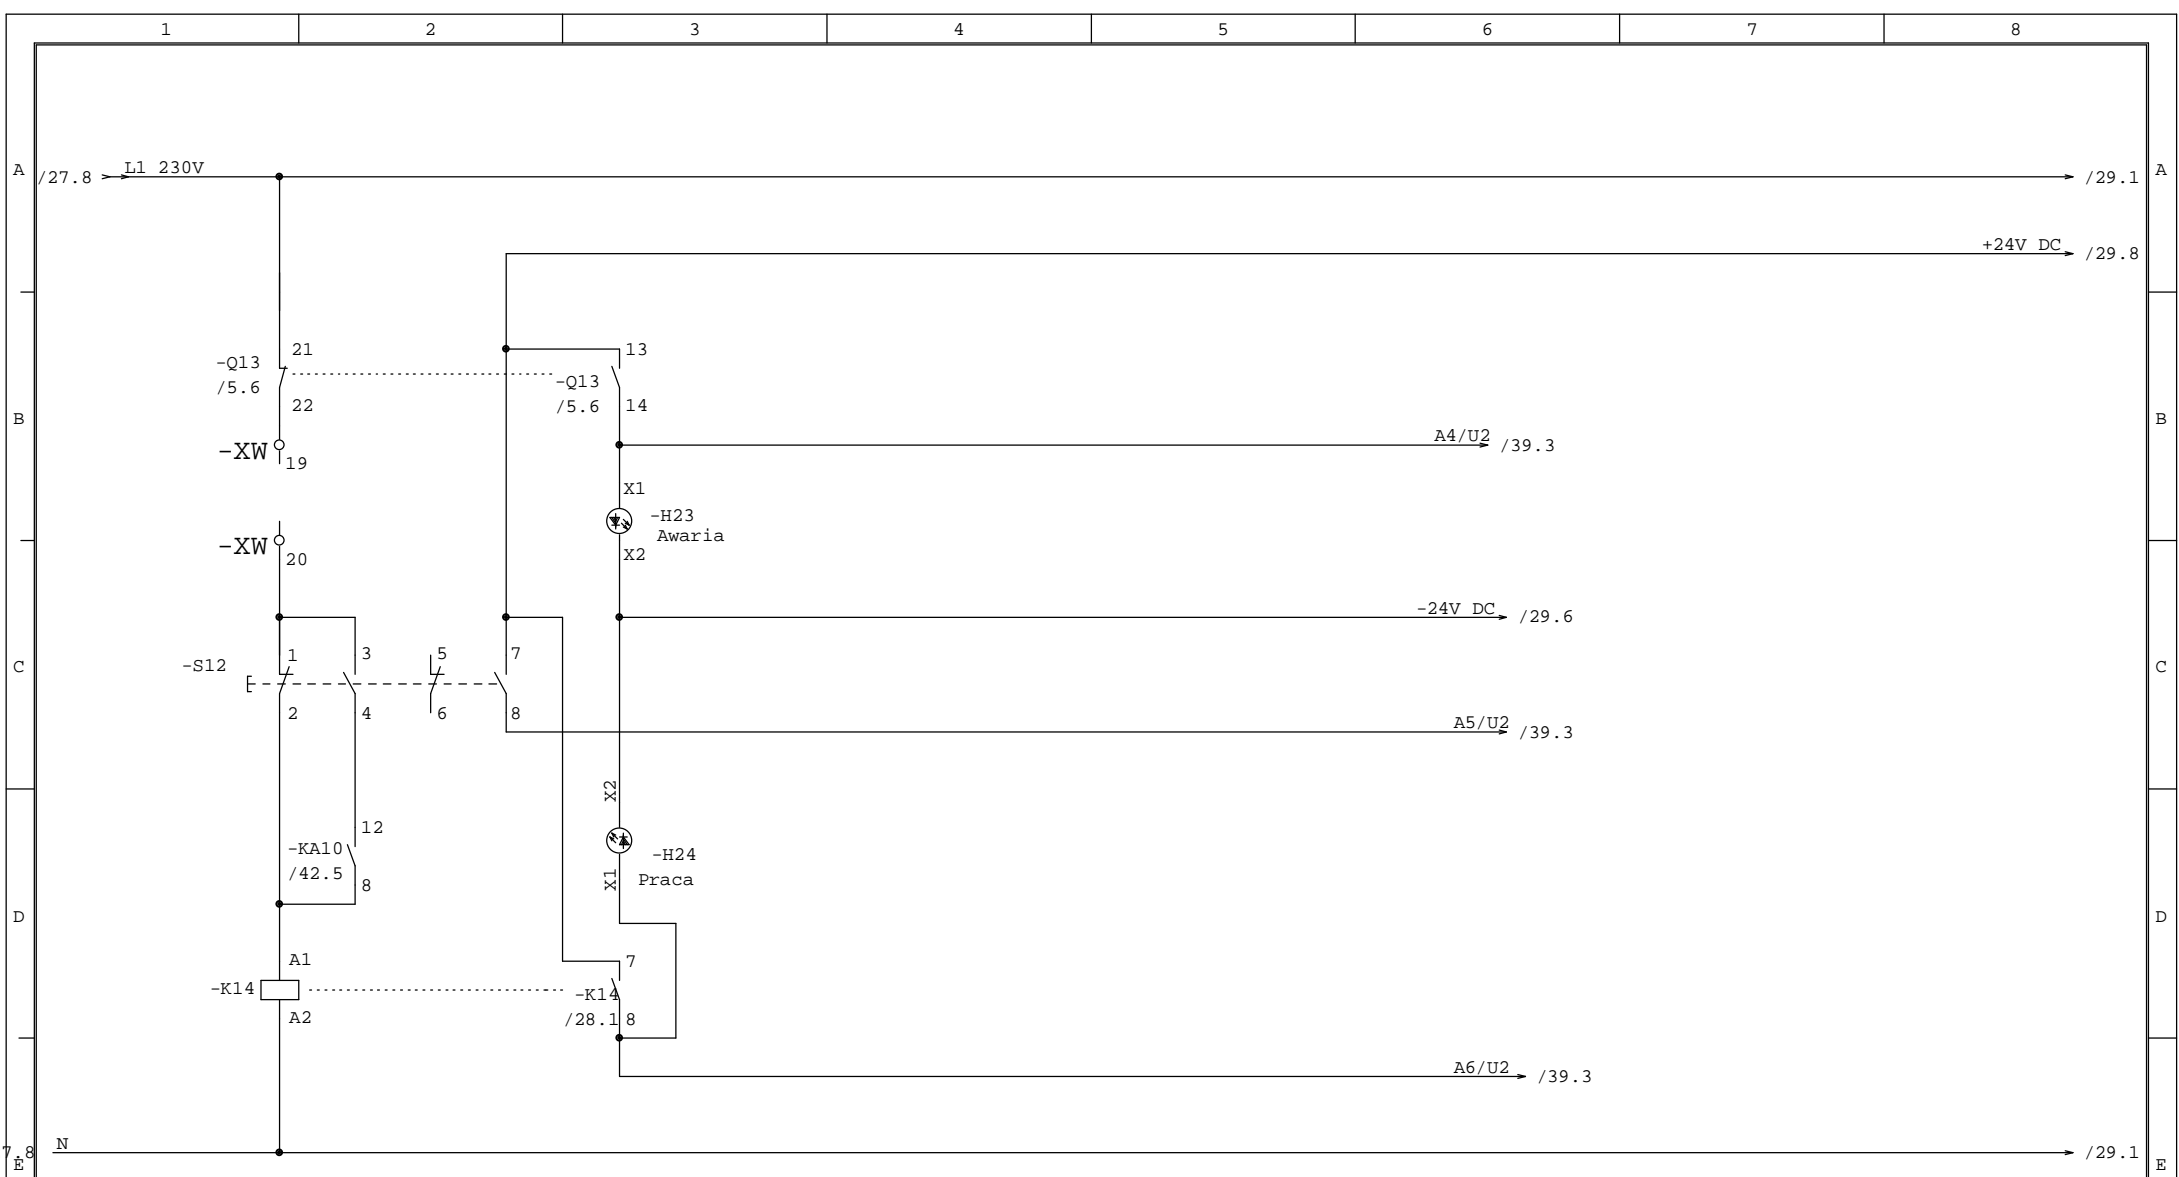 1 2 3 4 5 6 7 8
A /27.8 L1 230V /29.1 A
+24V DC /29.8
21 13
-Q13
/5.6
-Q13
/5.6
22 14
B B
A4/U2 /39.3
-XW
19
X1
-H23
Awaria
-XW
20
X2
-24V DC /29.6
1 3 5 7
C -S12 C
2 4 6 8
A5/U2 /39.3
X2
12
-KA10
/42.5
8
-H24
Praca
X1
D D
A1
7
-K14
-K14
A2 /28.1 8
A6/U2 /39.3
N
7.8 /29.1
E E